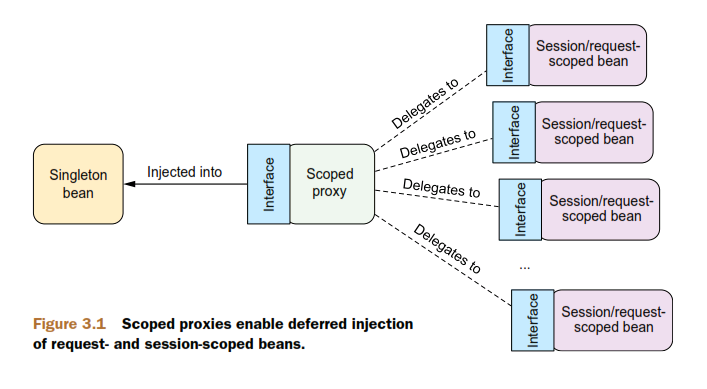 Singleton
bean
Injected into
Interface
Scoped
proxy
Delegates to
Delegates to
Delegates to
Delegates to
Interface
Session/request-
scoped bean
Interface
Session/request-
scoped bean
Interface
Session/request-
scoped bean
...
Interface
Session/request-
scoped bean
Figure 3.1 Scoped proxies enable deferred injection
of request- and session-scoped beans.